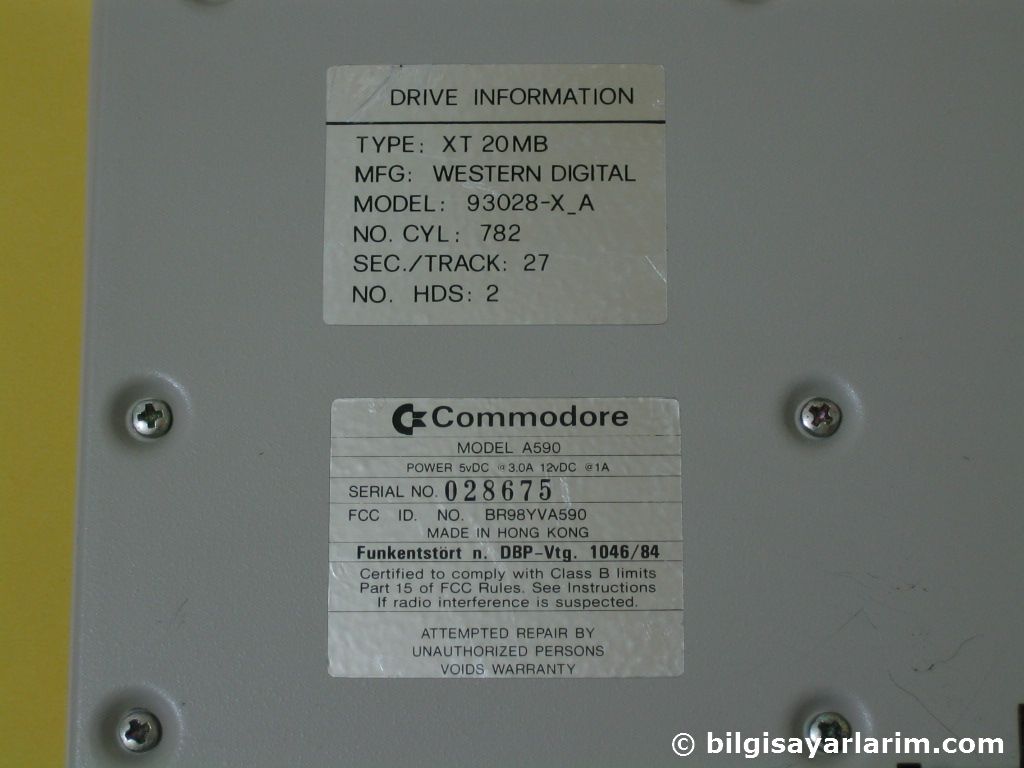 DRIVE INFORMATION
TYPE: XT 20MB
MFG: WESTERN DIGITAL
MODEL: 93028-X_A
NO. CYL: 782
SEC./TRACK: 27
NO. HDS: 2
Commodore
MODEL A590
POWER 5vDC @ 3.0A 12vDC @ 1A
SERIAL NO. 028675
FCC ID. NO. BR98YVA590
MADE IN HONG KONG
Funkentstört n. DBP-Vtg. 1046/84
Certified to comply with Class B limits
Part 15 of FCC Rules. See Instructions
If radio interference is suspected.
ATTEMPTED REPAIR BY
UNAUTHORIZED PERSONS
VOIDS WARRANTY
© bilgisayarlarim.com